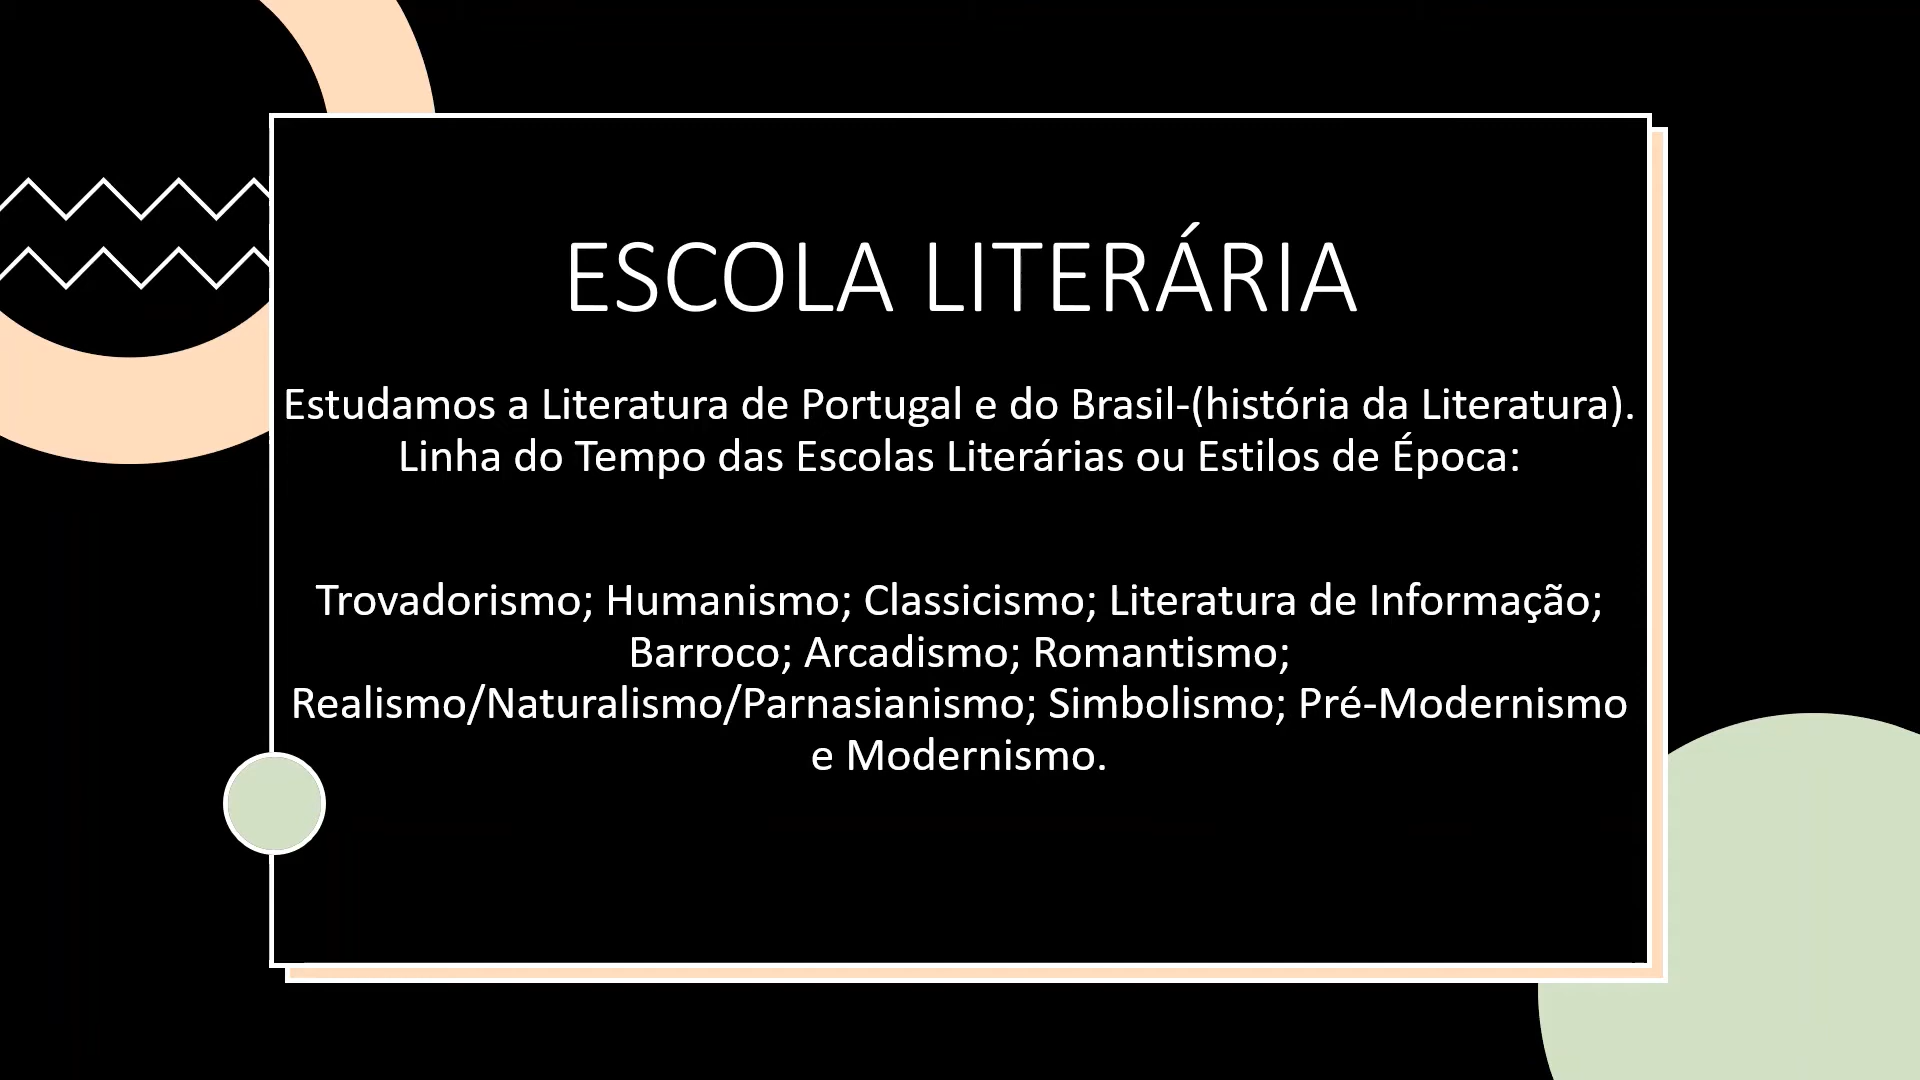 ESCOLA LITERÁRIA
Estudamos a Literatura de Portugal e do Brasil-(história da Literatura).
Linha do Tempo das Escolas Literárias ou Estilos de Época:
Trovadorismo; Humanismo; Classicismo; Literatura de Informação;
Barroco; Arcadismo; Romantismo;
Realismo/Naturalismo/Parnasianismo; Simbolismo; Pré-Modernismo
e Modernismo.